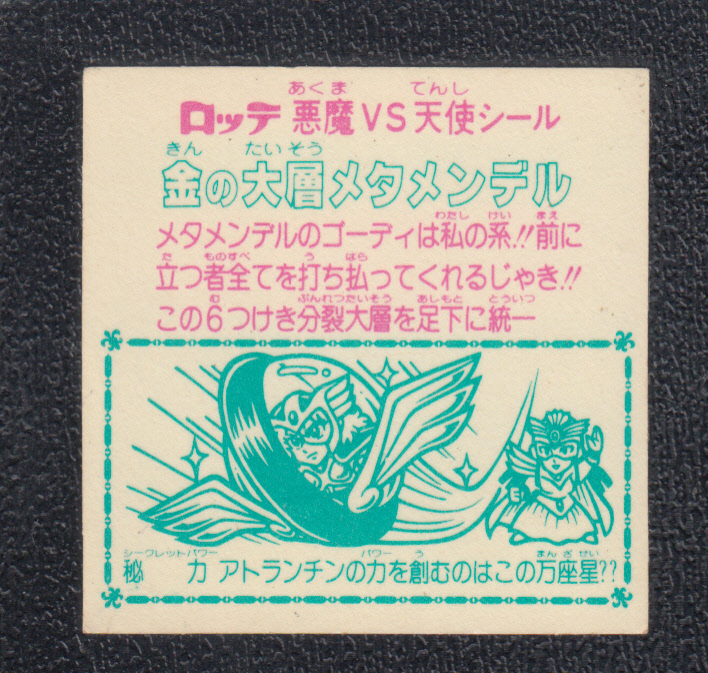 あくま てんし
ロッテ 悪魔VS天使シール
きん たいそう
金の大層メタメンデル
わたし けい まえ
メタメンデルのゴーディは私の系!!前に
た ものすべ う はら
立つ者全てを打ち払ってくれるじゃき!!
む ぶんれつたいそう あしもと とういつ
この6つけき分裂大層を足下に統一
シークレットパワー パワー う まんざせい
秘 力 アトランチンの力を創むのはこの万座星??